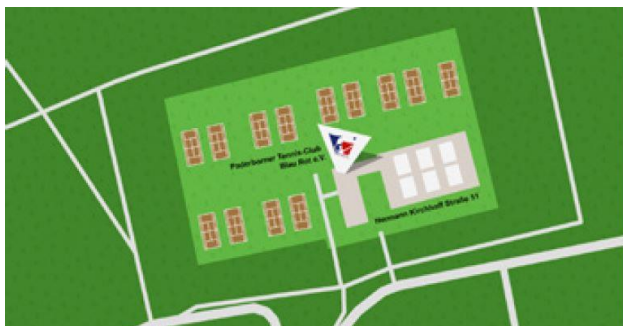 Paderborner Tennis-Club
Blau Rot e.V.
Hermann Kirchhoff Straße 11